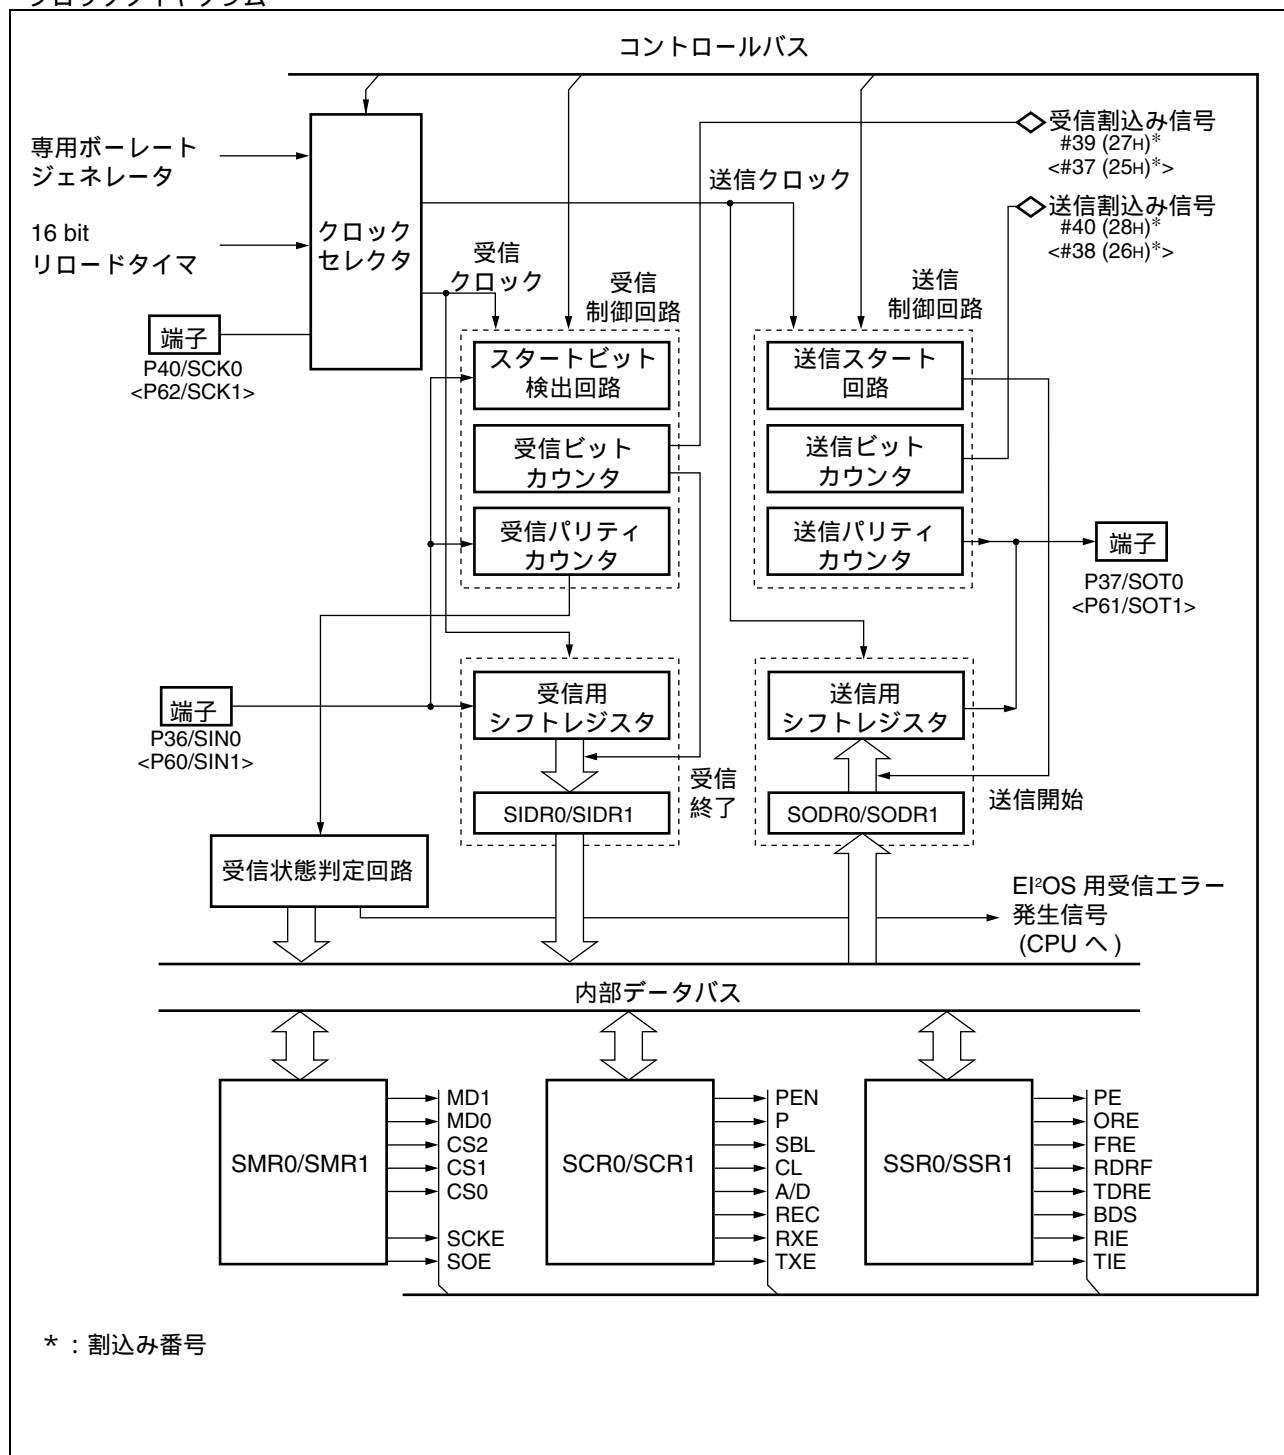 ブロックダイヤグラム
コントロールバス
専用ボーレート
ジェネレータ
16 bit
リロードタイマ
端子
P40/SCK0
<P62/SCK1>
クロック
セレクタ
受信
クロック
送信クロック
受信割込み信号
#39 (27H)*
<#37 (25H)*>
送信割込み信号
#40 (28H)*
<#38 (26H)*>
受信
制御回路
送信
制御回路
スタートビット
検出回路
受信ビット
カウンタ
受信パリティ
カウンタ
送信スタート
回路
送信ビット
カウンタ
送信パリティ
カウンタ
端子
P37/SOT0
<P61/SOT1>
端子
P36/SIN0
<P60/SIN1>
受信用
シフトレジスタ
送信用
シフトレジスタ
受信
終了
送信開始
SIDR0/SIDR1
SODR0/SODR1
受信状態判定回路
EI²OS 用受信エラー
発生信号
(CPU へ )
内部データバス
SMR0/SMR1
MD1
MD0
CS2
CS1
CS0
SCKE
SOE
SCR0/SCR1
PEN
P
SBL
CL
A/D
REC
RXE
TXE
SSR0/SSR1
PE
ORE
FRE
RDRF
TDRE
BDS
RIE
TIE
* : 割込み番号